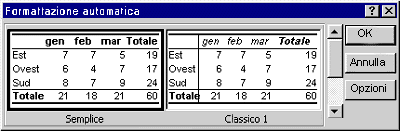 Formattazione automatica
gen feb mar Totale
Est 7 7 5 19
Ovest 6 4 7 17
Sud 8 7 9 24
Totale 21 18 21 60
Semplice
gen feb mar Totale
Est 7 7 5 19
Ovest 6 4 7 17
Sud 8 7 9 24
Totale 21 18 21 60
Classico 1
OK
Annulla
Opzioni